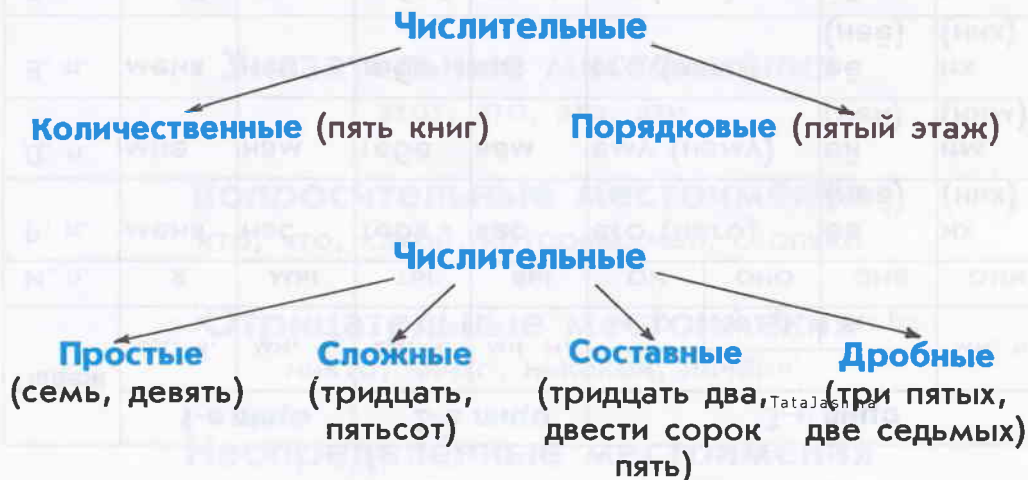 Числительные
Количественные (пять книг)
Порядковые (пятый этаж)
Числительные
Простые
(семь, девять)
Сложные
(тридцать,
пятьсот)
Составные
(тридцать два,
двести сорок
пять)
Дробные
(три пятых,
две седьмых)